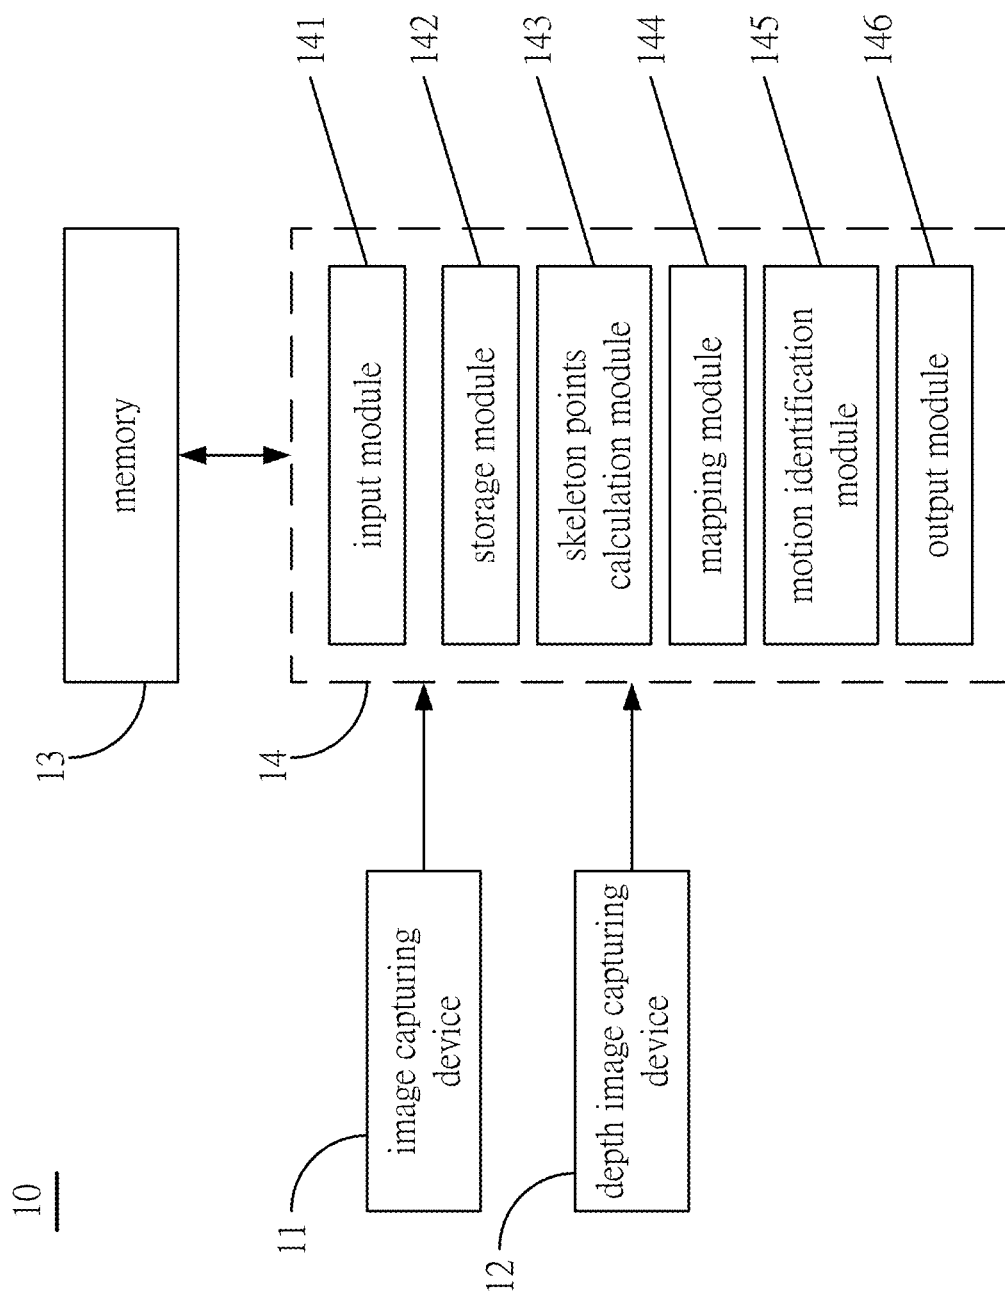 10
11
image capturing
device
12
depth image capturing
device
13
memory
14
input module
141
storage module
142
skeleton points
calculation module
143
mapping module
144
motion identification
module
145
output module
146